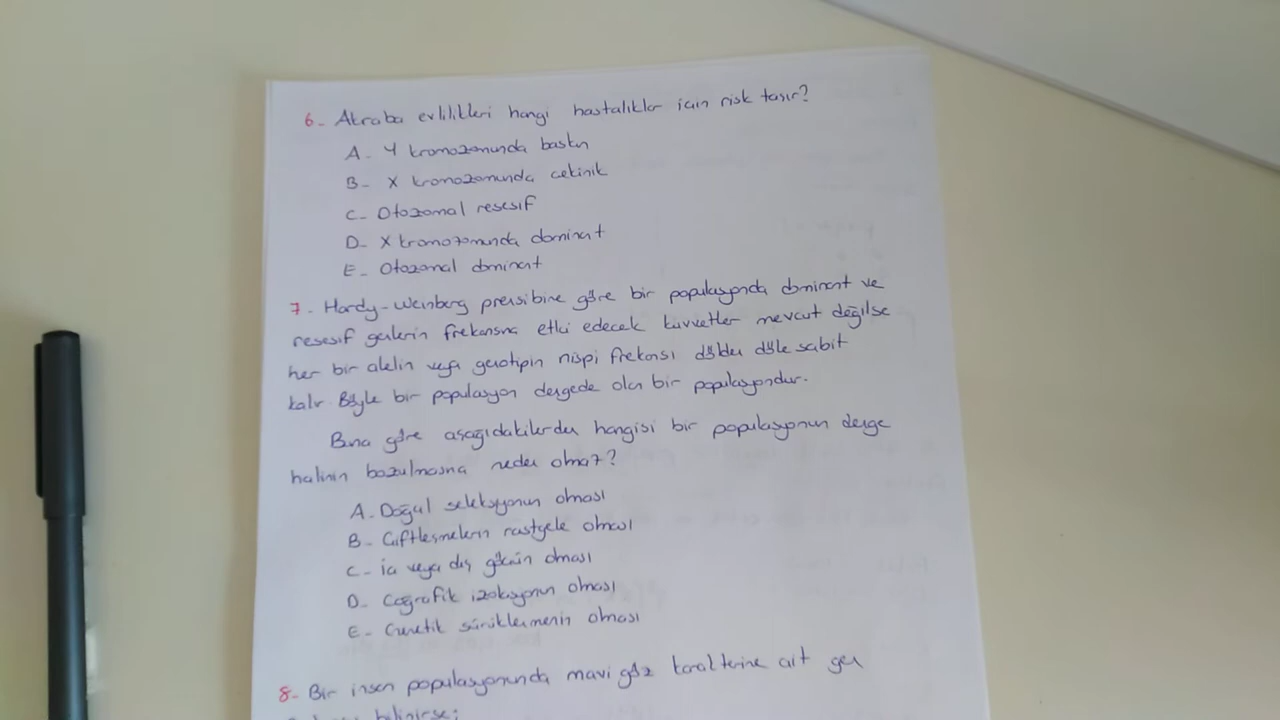 6- Akraba evlilikleri hangi hastalıklar için risk taşır?
A- Y kromozomunda baskın
B- X kromozomunda çekinik
C- Otozomal resesif
D- X kromozomunda dominant
E- Otozomal dominant
7- Hardy-Weinberg prensibine göre bir populasyonda dominant ve
resesif genlerin frekansına etki edecek kuvvetler mevcut değilse
her bir alelin veya genotipin nispi frekansı dölden döle sabit
kalır. Böyle bir populasyon dengede olan bir populasyondur.
Buna göre aşağıdakilerden hangisi bir populasyonun denge
halinin bozulmasına neden olmaz?
A- Doğal seleksiyonun olması
B- Çiftleşmelerin rastgele olması
C- iç veya dış göçün olması
D- Coğrafik izolasyonun olması
E- Genetik sürüklenmenin olması
8- Bir insan populasyonunda mavi göz karakterine ait gen
bilinirse;